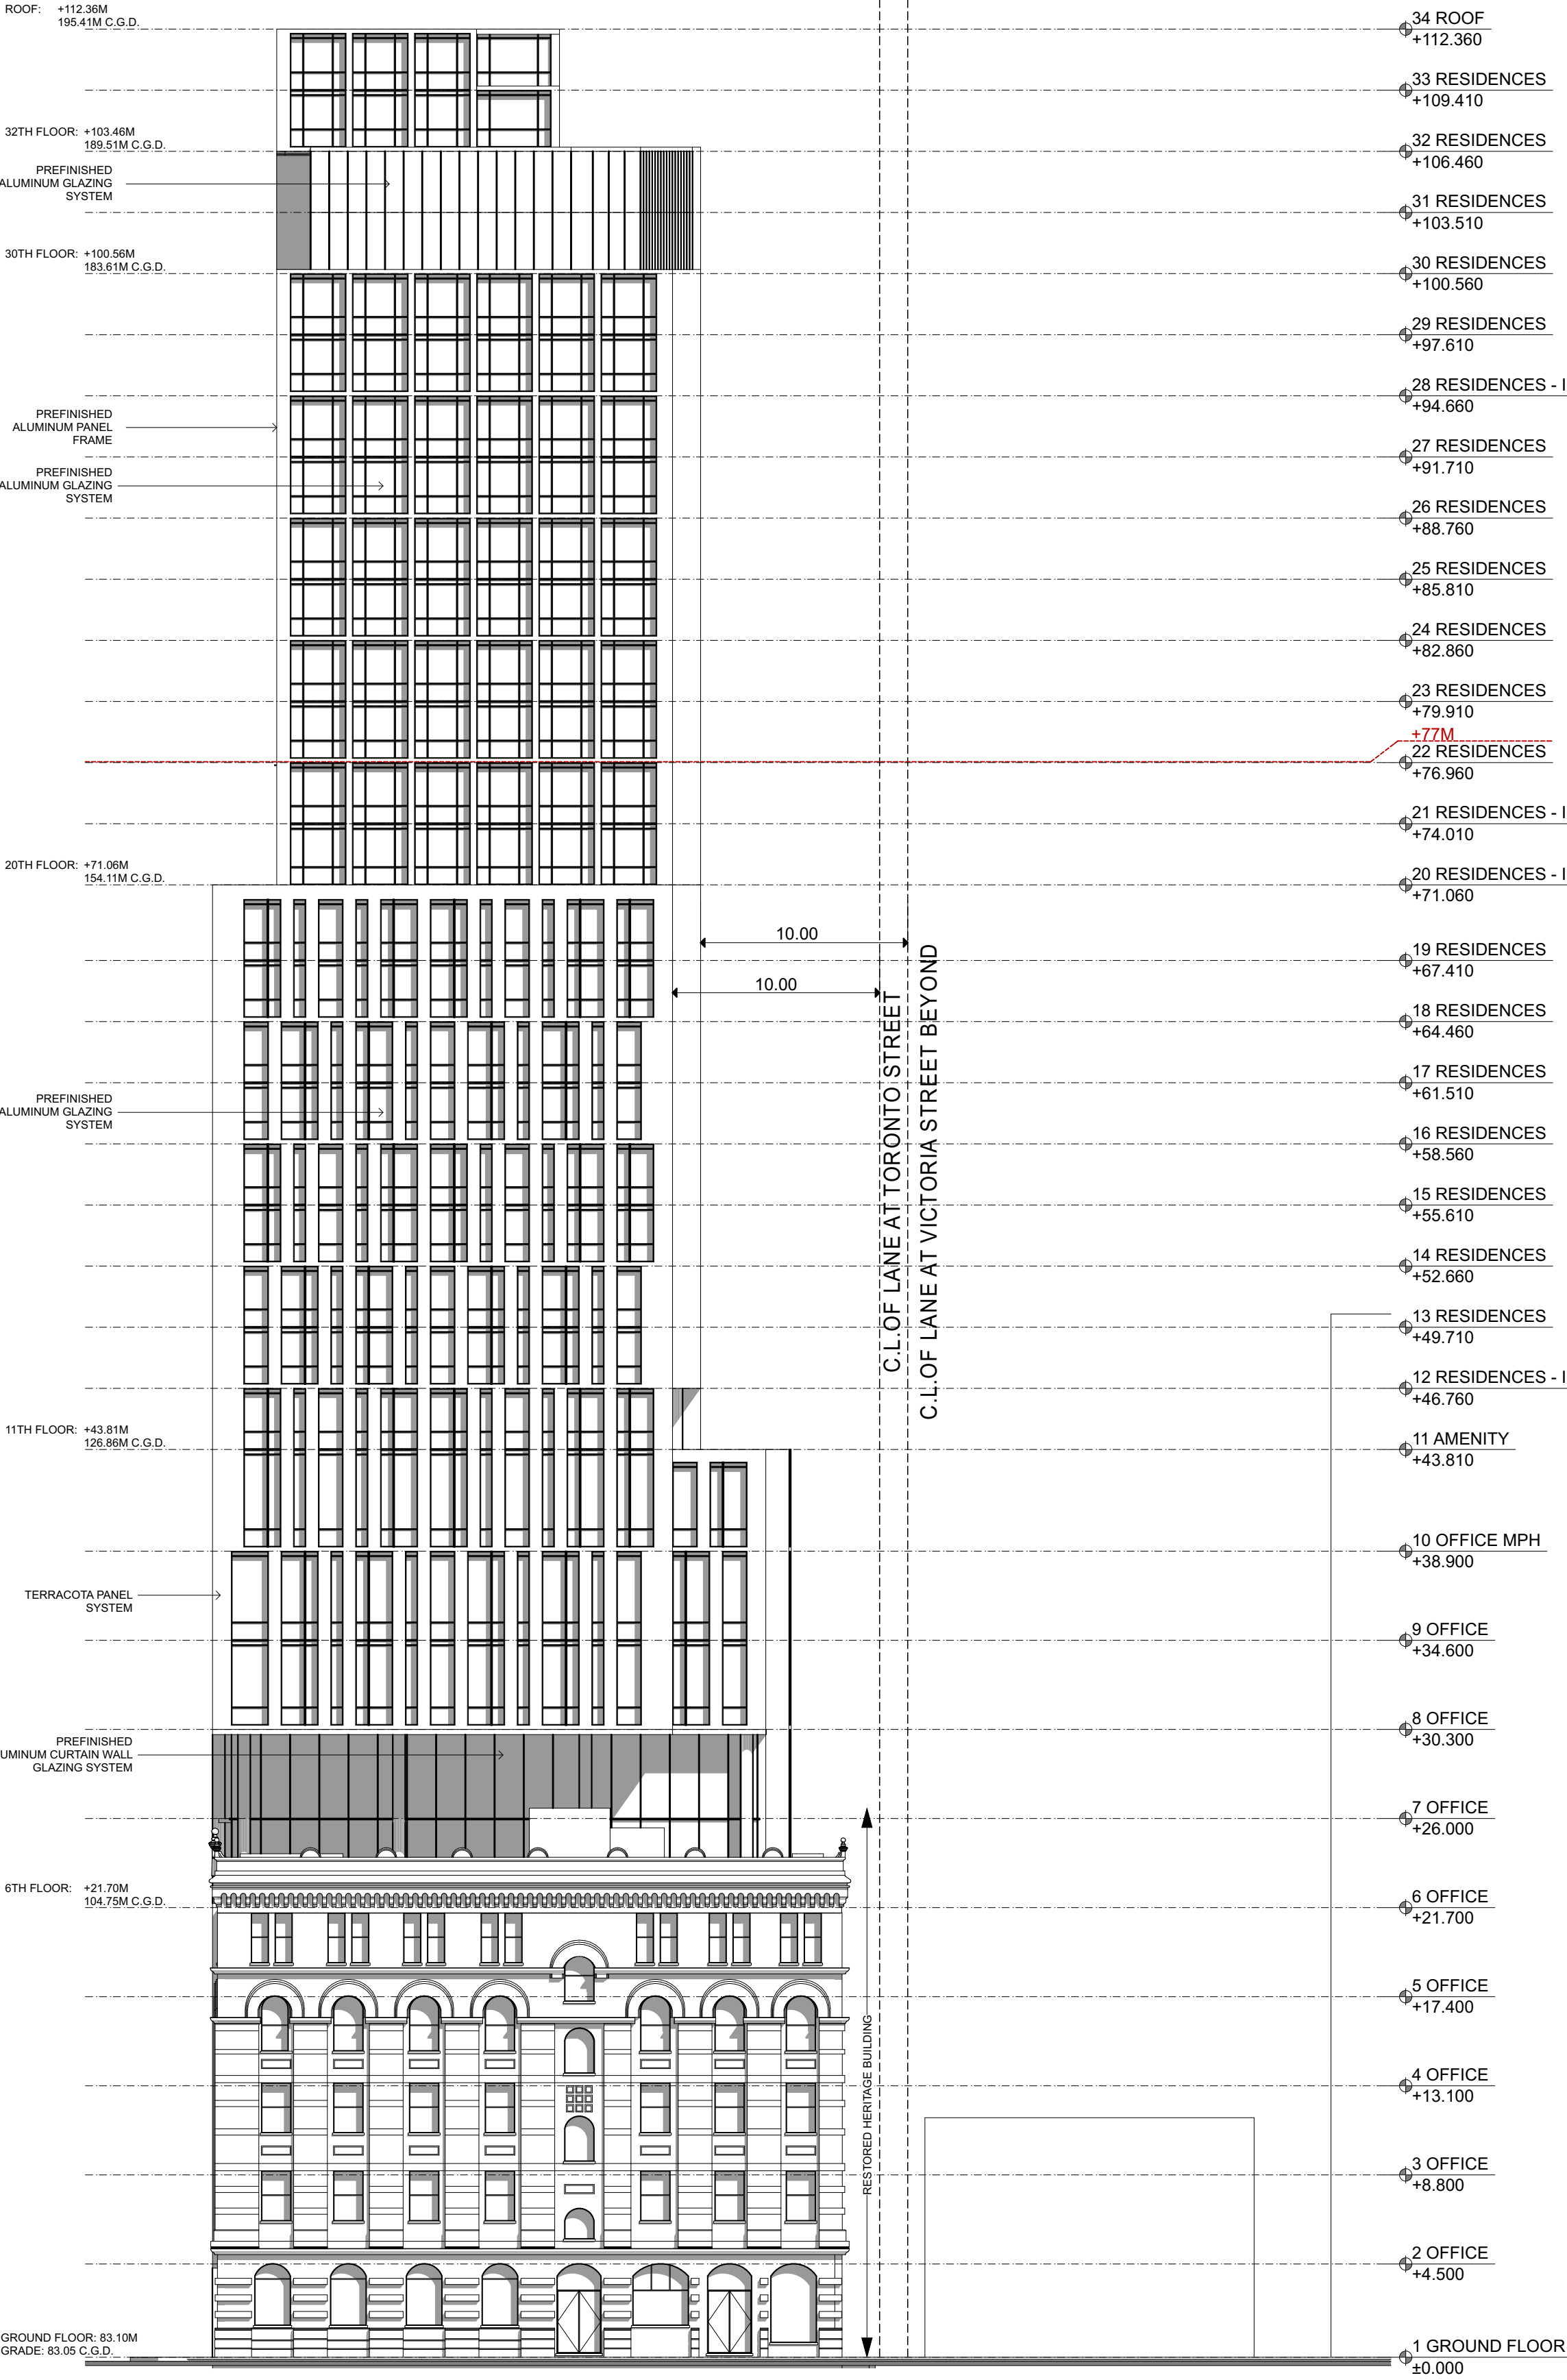 ROOF: +112.36M
195.41M C.G.D.
32TH FLOOR: +103.46M
189.51M C.G.D.
PREFINISHED
ALUMINUM GLAZING
SYSTEM
30TH FLOOR: +100.56M
183.61M C.G.D.
PREFINISHED
ALUMINUM PANEL
FRAME
PREFINISHED
ALUMINUM GLAZING
SYSTEM
20TH FLOOR: +71.06M
154.11M C.G.D.
PREFINISHED
ALUMINUM GLAZING
SYSTEM
11TH FLOOR: +43.81M
126.86M C.G.D.
TERRACOTA PANEL
SYSTEM
PREFINISHED
UMINUM CURTAIN WALL
GLAZING SYSTEM
6TH FLOOR: +21.70M
104.75M C.G.D.
GROUND FLOOR: 83.10M
GRADE: 83.05 C.G.D.
10.00
10.00
C.L.OF LANE AT TORONTO STREET
C.L.OF LANE AT VICTORIA STREET BEYOND
RESTORED HERITAGE BUILDING
34 ROOF
+112.360
33 RESIDENCES
+109.410
32 RESIDENCES
+106.460
31 RESIDENCES
+103.510
30 RESIDENCES
+100.560
29 RESIDENCES
+97.610
28 RESIDENCES - I
+94.660
27 RESIDENCES
+91.710
26 RESIDENCES
+88.760
25 RESIDENCES
+85.810
24 RESIDENCES
+82.860
23 RESIDENCES
+79.910
+77M
22 RESIDENCES
+76.960
21 RESIDENCES - I
+74.010
20 RESIDENCES - I
+71.060
19 RESIDENCES
+67.410
18 RESIDENCES
+64.460
17 RESIDENCES
+61.510
16 RESIDENCES
+58.560
15 RESIDENCES
+55.610
14 RESIDENCES
+52.660
13 RESIDENCES
+49.710
12 RESIDENCES - I
+46.760
11 AMENITY
+43.810
10 OFFICE MPH
+38.900
9 OFFICE
+34.600
8 OFFICE
+30.300
7 OFFICE
+26.000
6 OFFICE
+21.700
5 OFFICE
+17.400
4 OFFICE
+13.100
3 OFFICE
+8.800
2 OFFICE
+4.500
1 GROUND FLOOR
±0.000